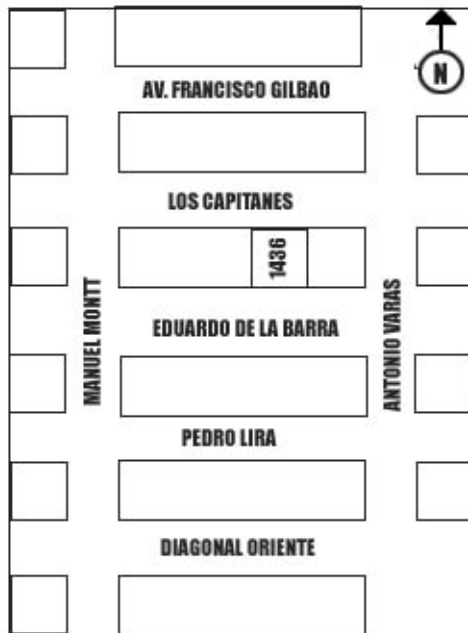 N
AV. FRANCISCO GILBAO
LOS CAPITANES
1436
EDUARDO DE LA BARRA
MANUEL MONTT
ANTONIO VARAS
PEDRO LIRA
DIAGONAL ORIENTE